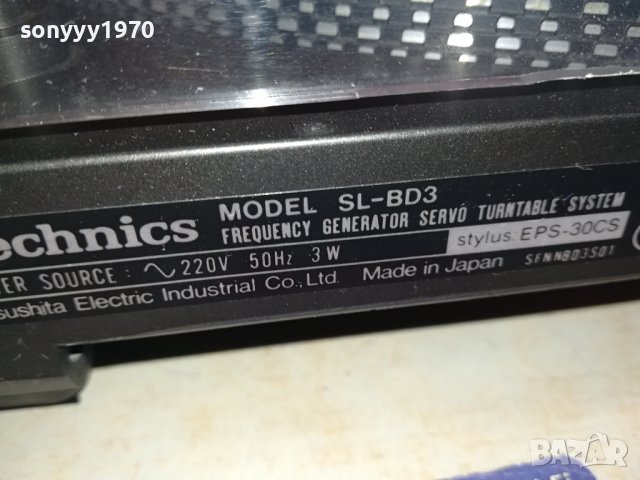 sonyyy1970
echnics MODEL SL-BD3
FREQUENCY GENERATOR SERVO TURNTABLE SYSTEM
ER SOURCE : ∿ 220V 50Hz 3W stylus: EPS-30CS
sushita Electric Industrial Co., Ltd. Made in Japan SFNNBD3S01
BAZAR